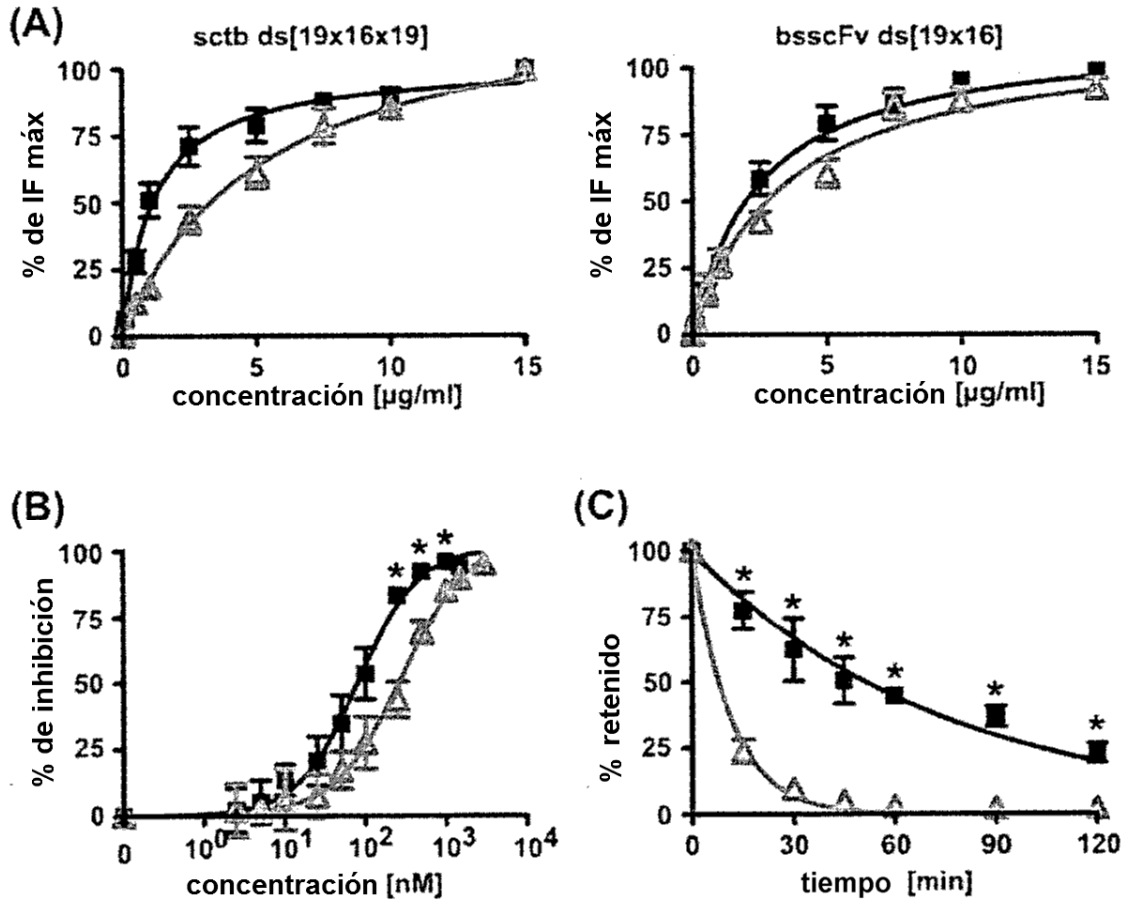 (A)
sctb ds[19x16x19]
bsscFv ds[19x16]
% de IF máx
100
75
50
25
0
0 5 10 15
concentración [µg/ml]
% de IF máx
100
75
50
25
0
0 5 10 15
concentración [µg/ml]
(B)
% de inhibición
100
75
50
25
0
* * *
0 10⁰ 10¹ 10² 10³ 10⁴
concentración [nM]
(C)
% retenido
100
75
50
25
0
* * * * * *
0 30 60 90 120
tiempo [min]